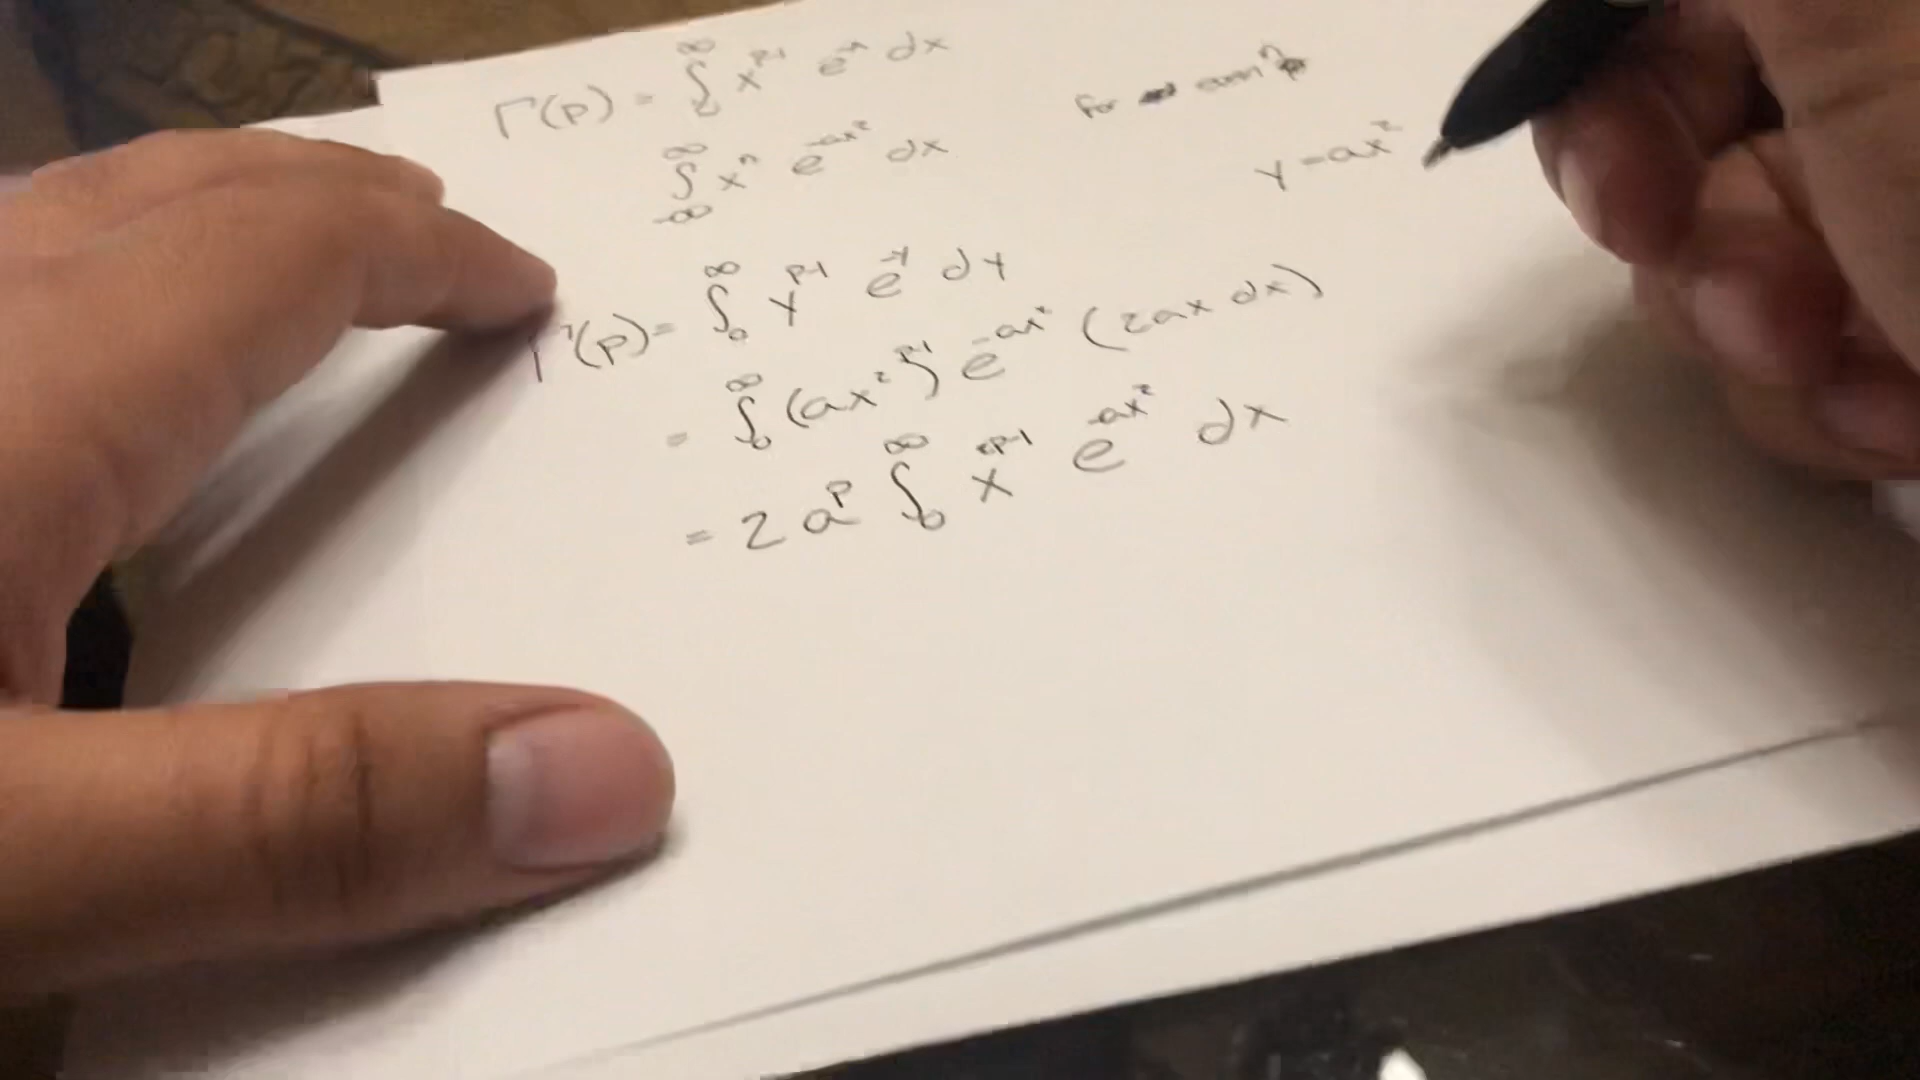 Γ(p) = ∫₀^∞ x^(p-1) e^(-x) dx
for even?
∫_(-∞)^∞ x^n e^(-ax²) dx
y = ax²
Γ(p) = ∫₀^∞ y^(p-1) e^(-y) dy
= ∫₀^∞ (ax²)^(p-1) e^(-ax²) (2ax dx)
= 2a^p ∫₀^∞ x^(2p-1) e^(-ax²) dx